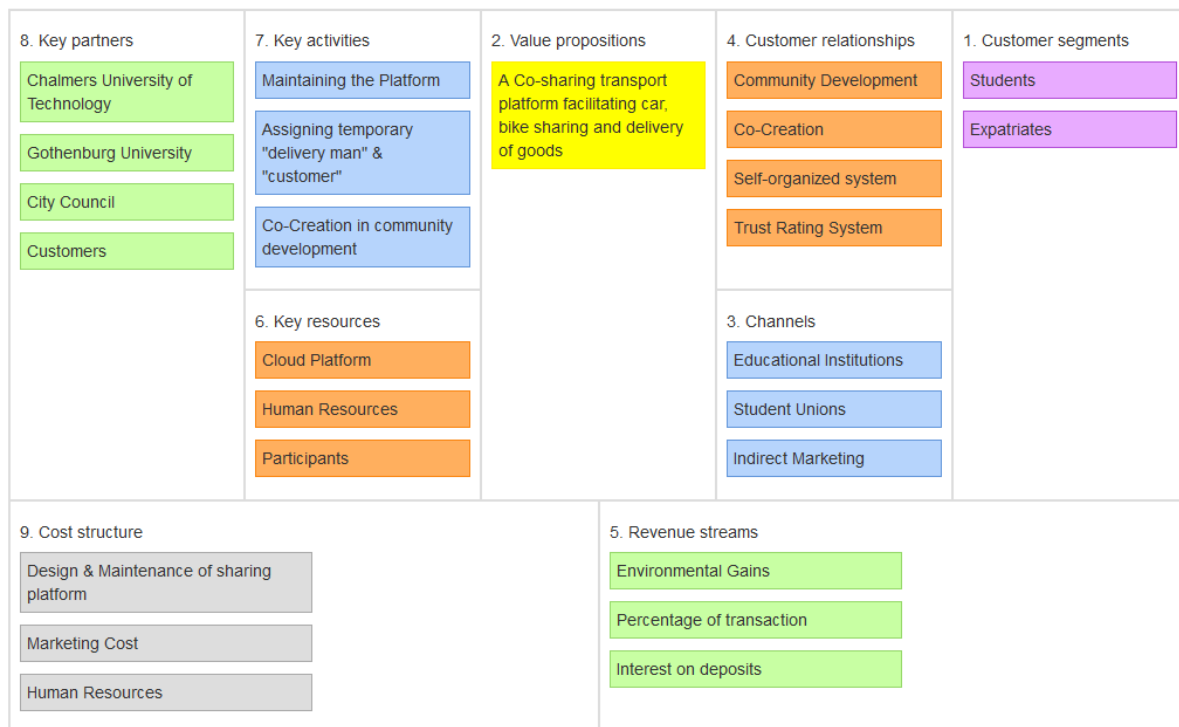 8. Key partners
Chalmers University of
Technology
Gothenburg University
City Council
Customers
7. Key activities
Maintaining the Platform
Assigning temporary
"delivery man" &
"customer"
Co-Creation in community
development
6. Key resources
Cloud Platform
Human Resources
Participants
2. Value propositions
A Co-sharing transport
platform facilitating car,
bike sharing and delivery
of goods
4. Customer relationships
Community Development
Co-Creation
Self-organized system
Trust Rating System
3. Channels
Educational Institutions
Student Unions
Indirect Marketing
1. Customer segments
Students
Expatriates
9. Cost structure
Design & Maintenance of sharing
platform
Marketing Cost
Human Resources
5. Revenue streams
Environmental Gains
Percentage of transaction
Interest on deposits